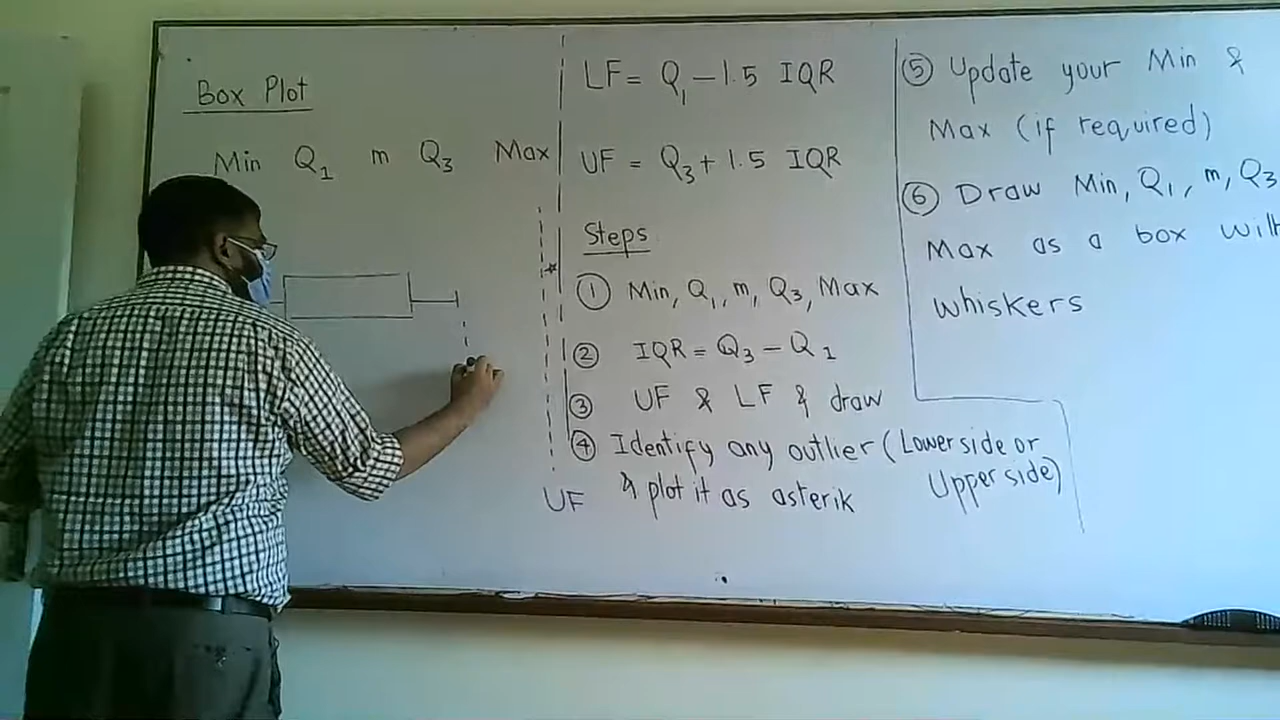 Box Plot
Min Q1 m Q3 Max
UF
LF = Q1 - 1.5 IQR
UF = Q3 + 1.5 IQR
Steps
① Min, Q1, m, Q3, Max
② IQR = Q3 - Q1
③ UF & LF & draw
④ Identify any outlier (Lower side or
Upper side)
& plot it as asterik
⑤ Update your Min &
Max (if required)
⑥ Draw Min, Q1, m, Q3
Max as a box with
whiskers